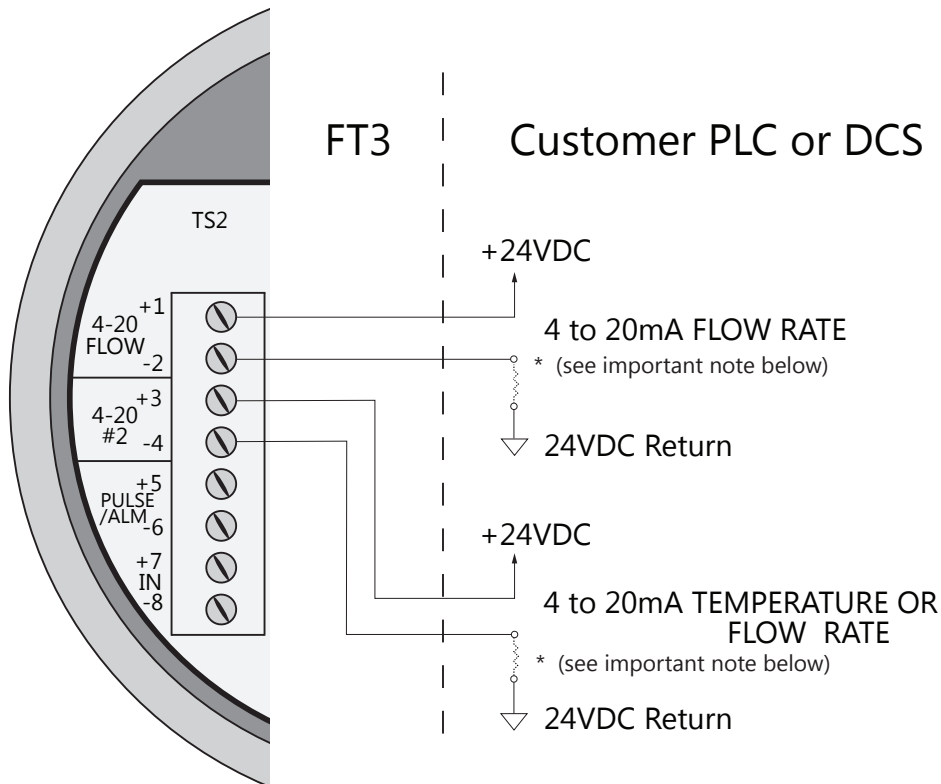 FT3
Customer PLC or DCS
TS2
+1
4-20
FLOW
-2
+3
4-20
#2
-4
+5
PULSE
/ALM
-6
+7
IN
-8
+24VDC
4 to 20mA FLOW RATE
* (see important note below)
24VDC Return
+24VDC
4 to 20mA TEMPERATURE OR
FLOW RATE
* (see important note below)
24VDC Return